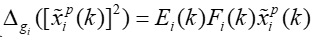 Δ_{g_i}([x̃_i^p(k)]^2) = E_i(k)F_i(k)x̃_i^p(k)